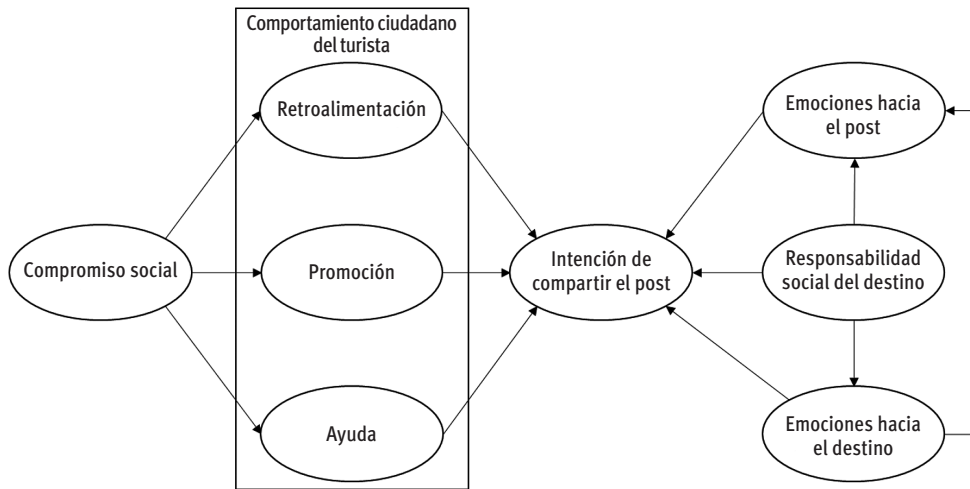 Comportamiento ciudadano
del turista
Retroalimentación
Emociones hacia
el post
Compromiso social
Promoción
Intención de
compartir el post
Responsabilidad
social del destino
Ayuda
Emociones hacia
el destino